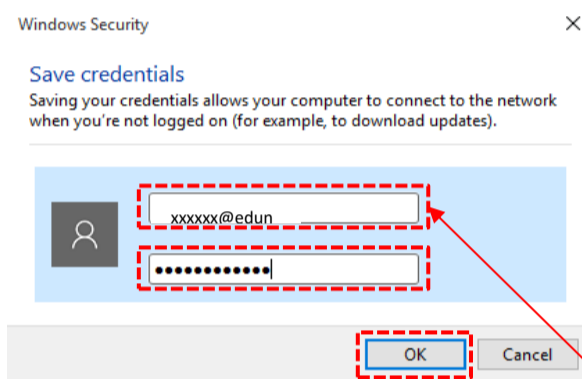 Windows Security
Save credentials
Saving your credentials allows your computer to connect to the network
when you're not logged on (for example, to download updates).
xxxxxx@edun
●●●●●●●●●●●●
OK
Cancel